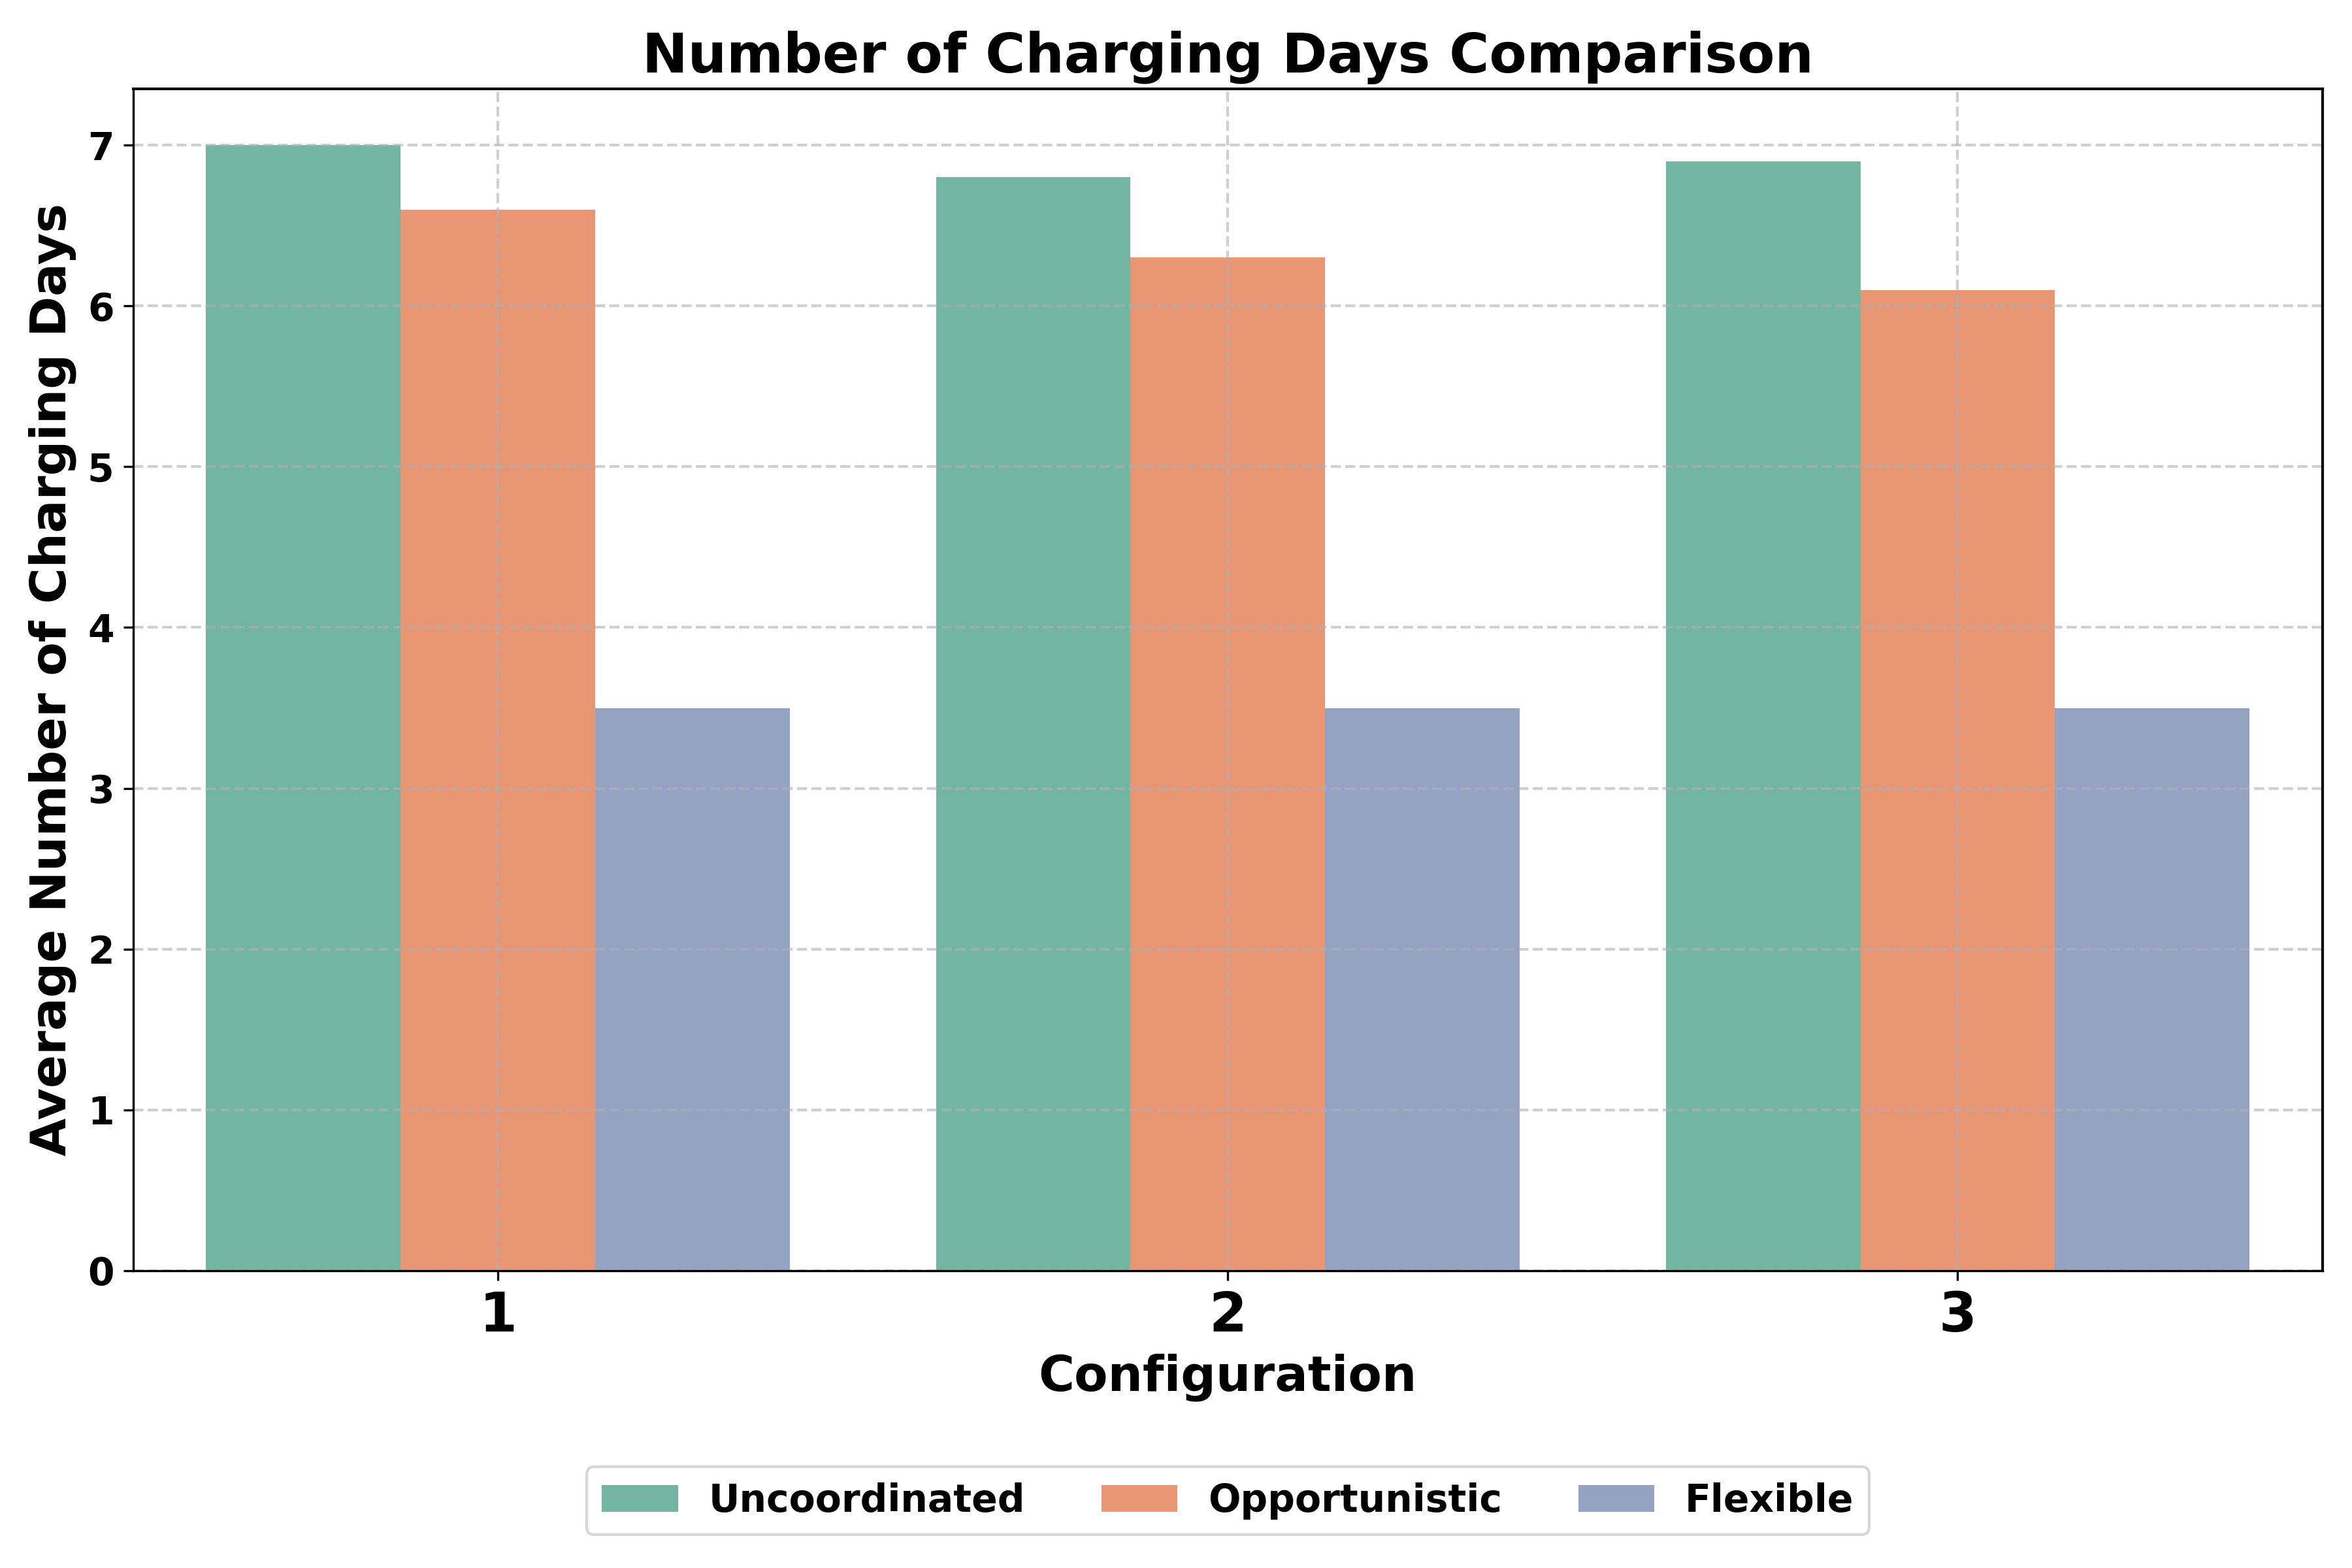 Number of Charging Days Comparison
Average Number of Charging Days
7
6
5
4
3
2
1
0
1 2 3
Configuration
Uncoordinated Opportunistic Flexible